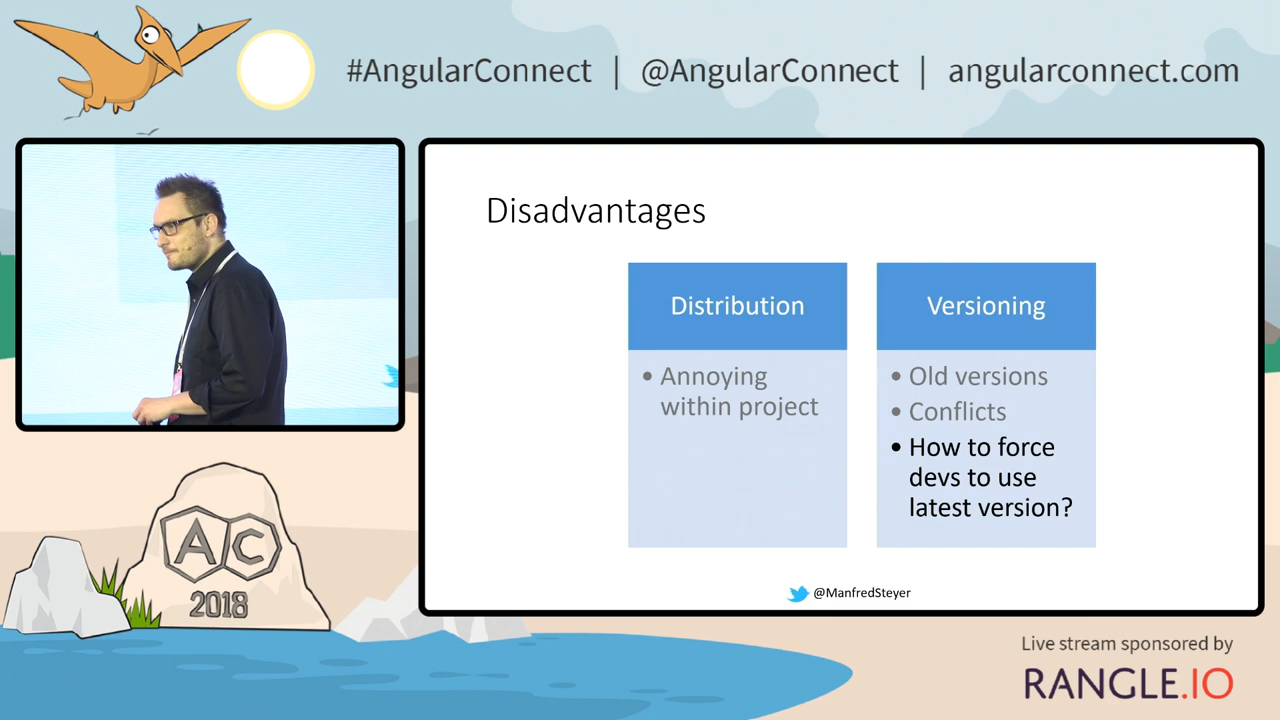 #AngularConnect | @AngularConnect | angularconnect.com
Disadvantages
Distribution
• Annoying
within project
Versioning
• Old versions
• Conflicts
• How to force
devs to use
latest version?
@ManfredSteyer
AC
2018
Live stream sponsored by
RANGLE.IO